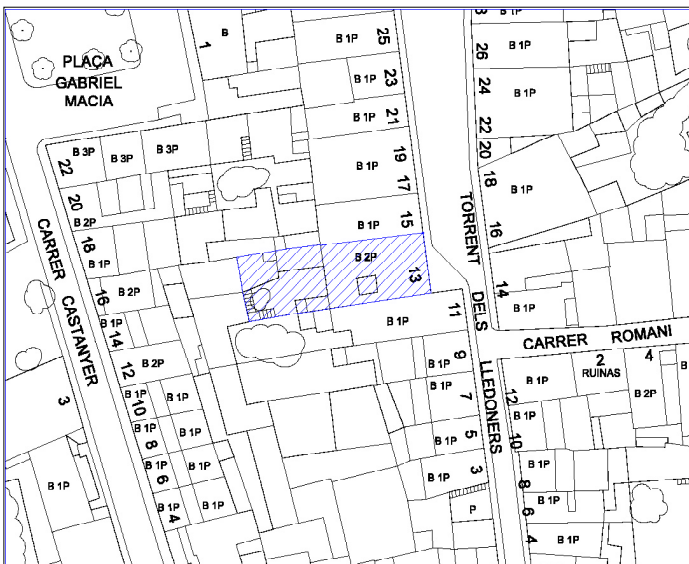 PLAÇA
GABRIEL
MACIA
1
B
B 1P
25
B 1P
23
B 1P
21
B 1P
19
17
B 1P
15
B 2P
13
B 1P
11
B 1P
9
B 1P
7
B 1P
5
B 1P
3
P
B 3P
B 3P
B 3P
22
20
B 2P
18
B 1P
16
B 2P
B 1P
14
B 2P
12
B 1P
B 1P
10
B 1P
B 1P
8
B 1P
B 1P
6
B 1P
B 1P
4
CARRER CASTANYER
3
B 1P
TORRENT DELS LLEDONERS
B 1P
26
24
B 1P
22
20
18
B 1P
16
14
B 1P
CARRER ROMANI
B 1P
2
RUINAS
4
B 2P
12
B 1P
10
B 1P
8
B 1P
6
B 1P
4